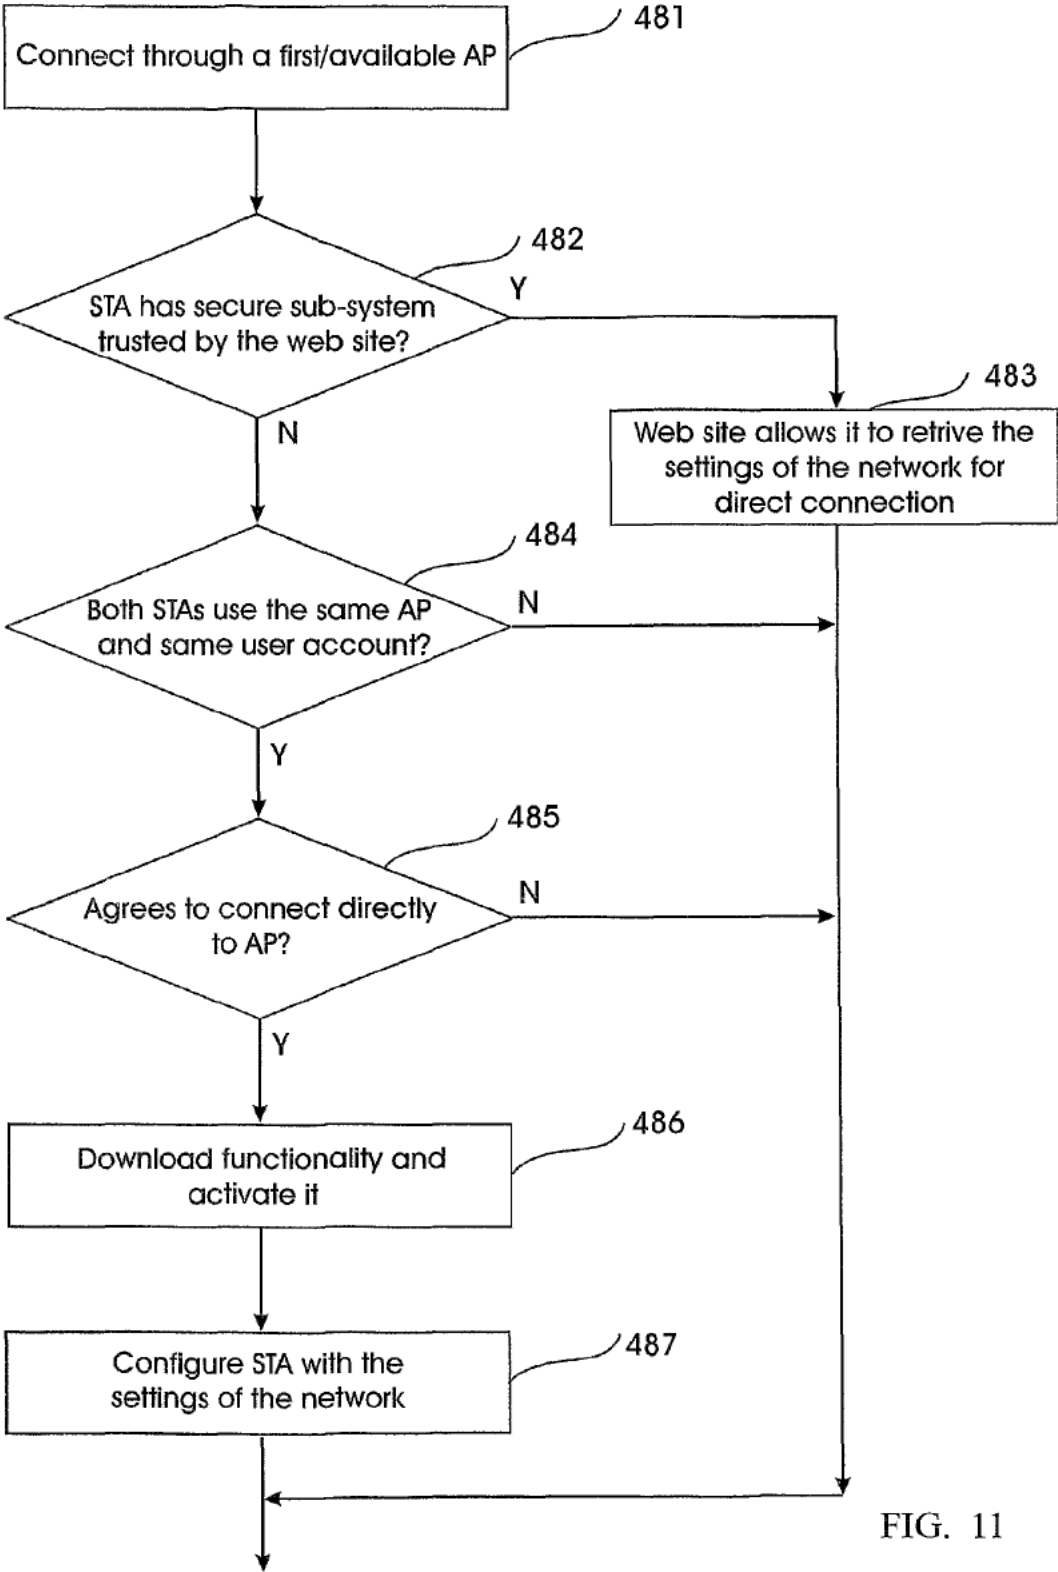 481
Connect through a first/available AP
482
Y
STA has secure sub-system
trusted by the web site?
N
483
Web site allows it to retrive the
settings of the network for
direct connection
484
N
Both STAs use the same AP
and same user account?
Y
485
N
Agrees to connect directly
to AP?
Y
486
Download functionality and
activate it
487
Configure STA with the
settings of the network
FIG. 11